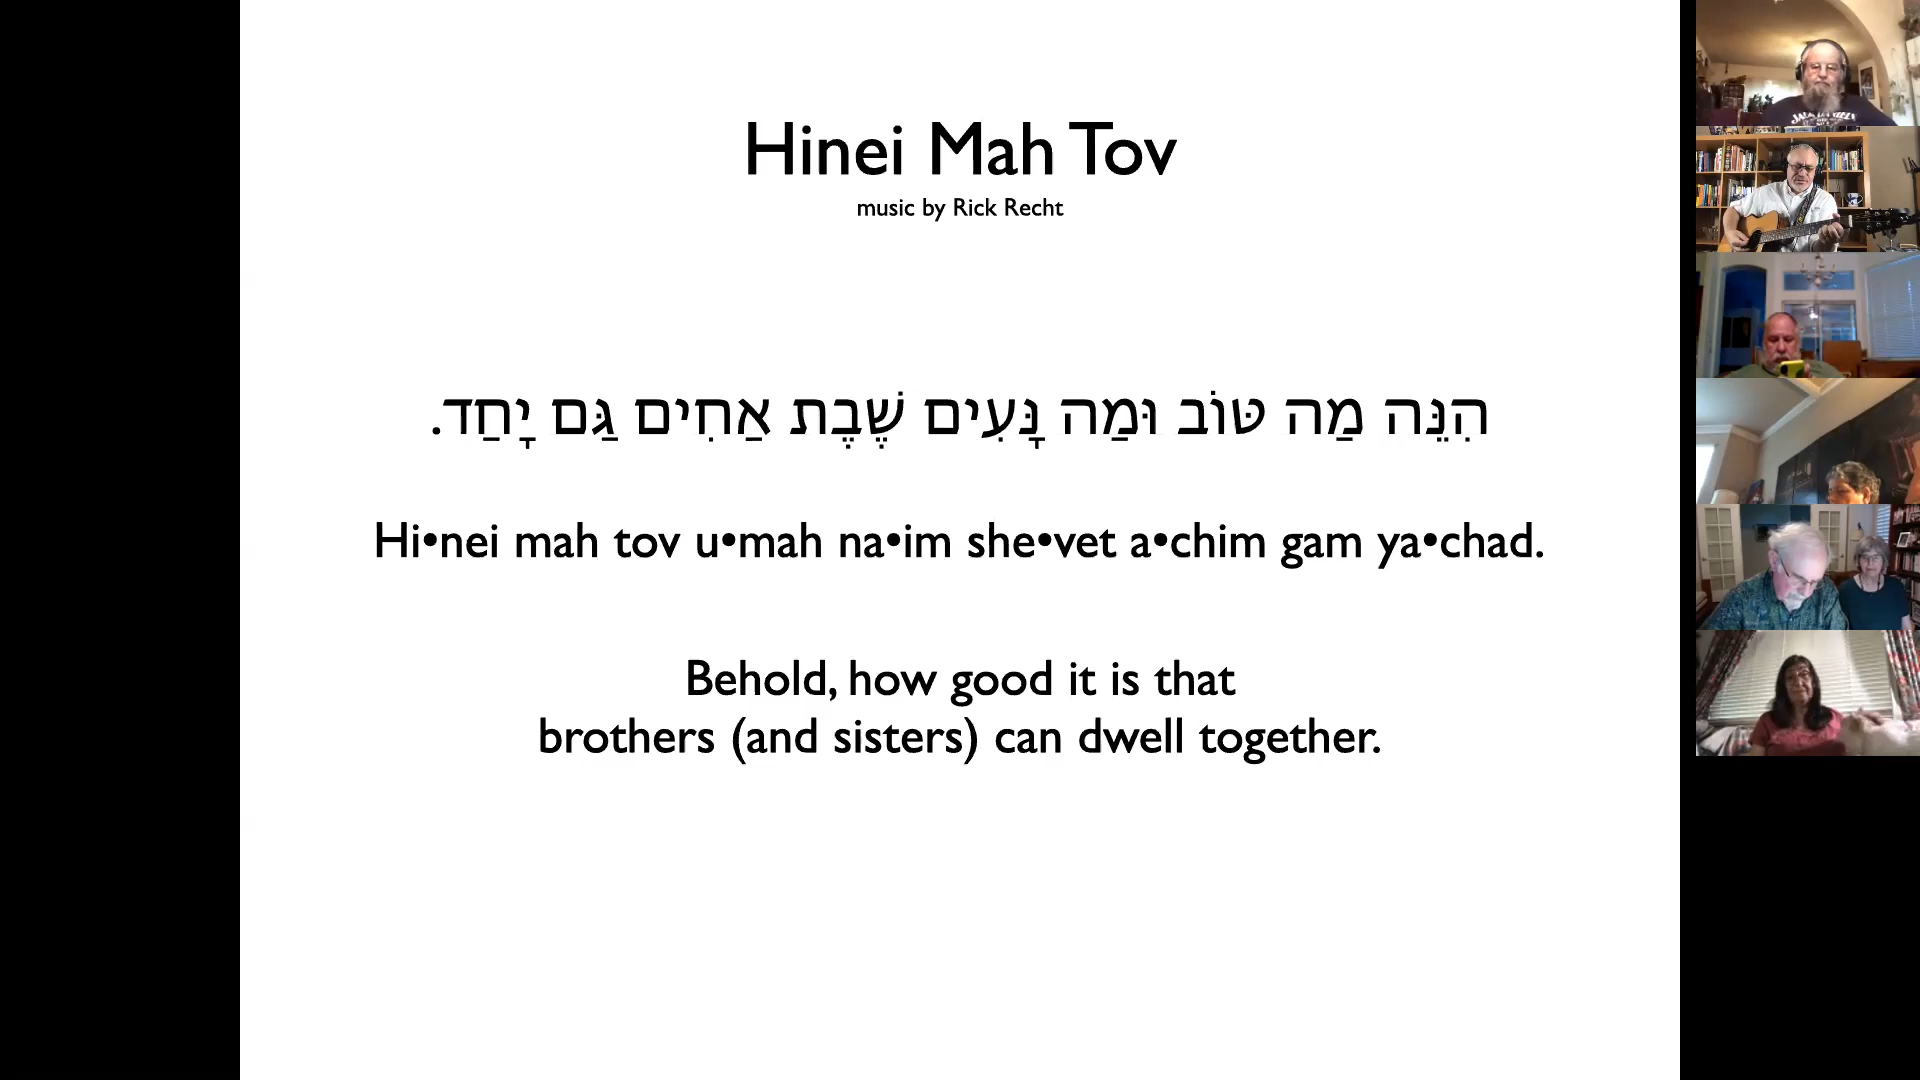 Hinei Mah Tov
music by Rick Recht
הִנֵּה מַה טּוֹב וּמַה נָּעִים שֶׁבֶת אַחִים גַּם יָחַד.
Hi•nei mah tov u•mah na•im she•vet a•chim gam ya•chad.
Behold, how good it is that
brothers (and sisters) can dwell together.